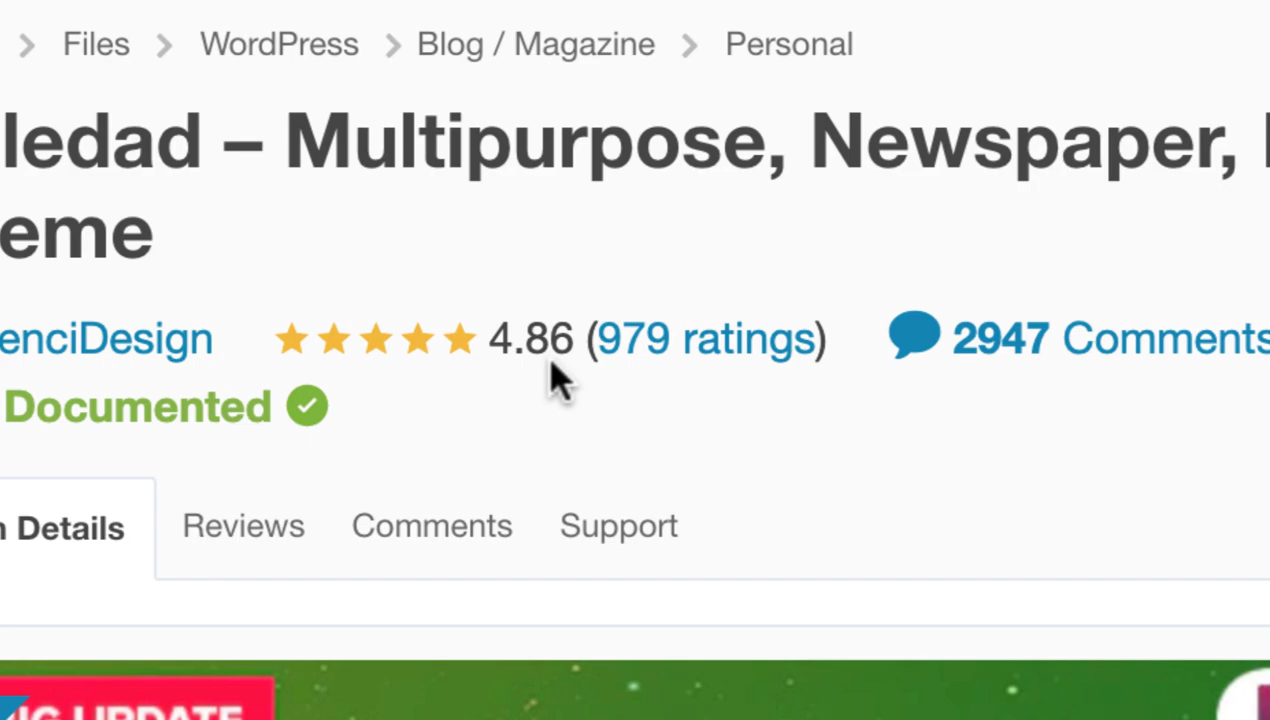 Files WordPress Blog / Magazine Personal
ledad – Multipurpose, Newspaper,
eme
enciDesign 4.86 (979 ratings) 2947 Comments
Documented
Details Reviews Comments Support
UPDATE